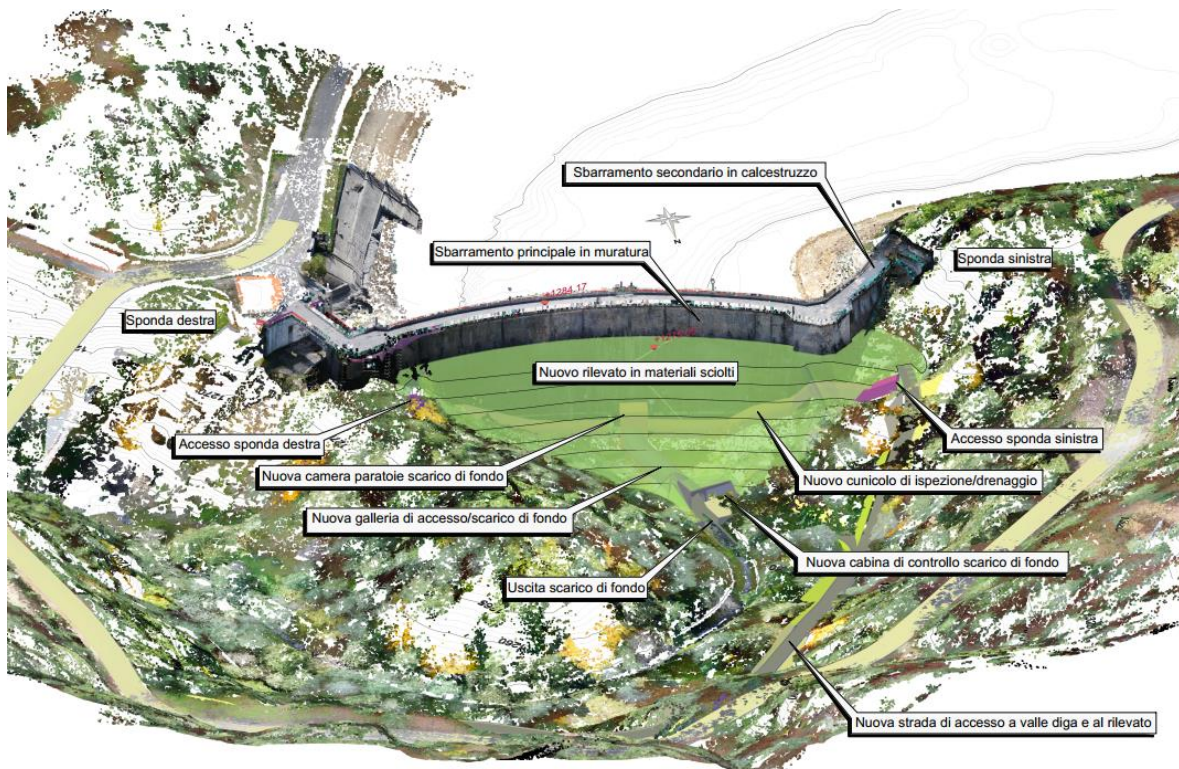 Sbarramento secondario in calcestruzzo
N
Sbarramento principale in muratura
Sponda sinistra
1284.17
Sponda destra
Nuovo rilevato in materiali sciolti
Accesso sponda destra
Accesso sponda sinistra
Nuova camera paratoie scarico di fondo
Nuovo cunicolo di ispezione/drenaggio
Nuova galleria di accesso/scarico di fondo
Nuova cabina di controllo scarico di fondo
Uscita scarico di fondo
Nuova strada di accesso a valle diga e al rilevato